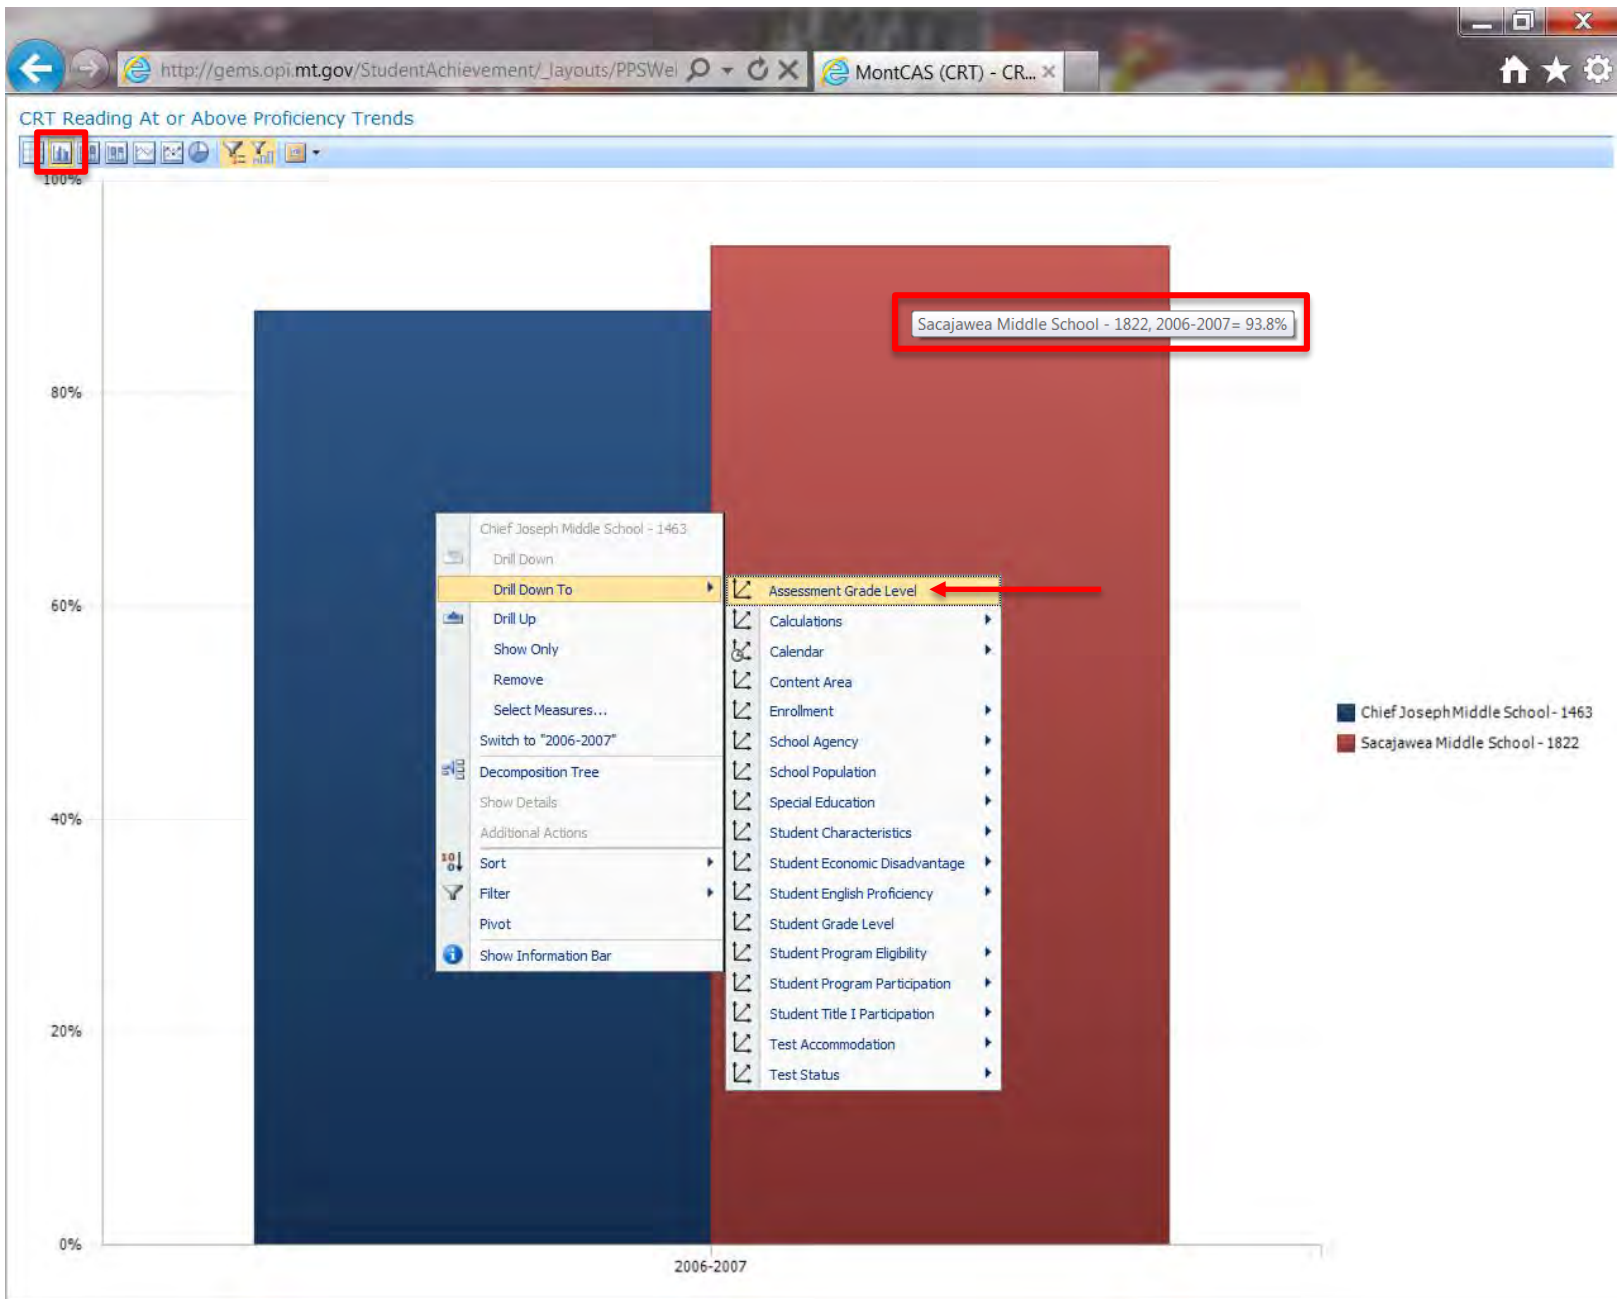 http://gems.opi.mt.gov/StudentAchievement/_layouts/PPSWel
MontCAS (CRT) - CR...
CRT Reading At or Above Proficiency Trends
100%
80%
60%
40%
20%
0%
2006-2007
Sacajawea Middle School - 1822, 2006-2007= 93.8%
Chief Joseph Middle School - 1463
Drill Down
Drill Down To
Drill Up
Show Only
Remove
Select Measures...
Switch to "2006-2007"
Decomposition Tree
Show Details
Additional Actions
Sort
Filter
Pivot
Show Information Bar
Assessment Grade Level
Calculations
Calendar
Content Area
Enrollment
School Agency
School Population
Special Education
Student Characteristics
Student Economic Disadvantage
Student English Proficiency
Student Grade Level
Student Program Eligibility
Student Program Participation
Student Title I Participation
Test Accommodation
Test Status
Chief Joseph Middle School - 1463
Sacajawea Middle School - 1822